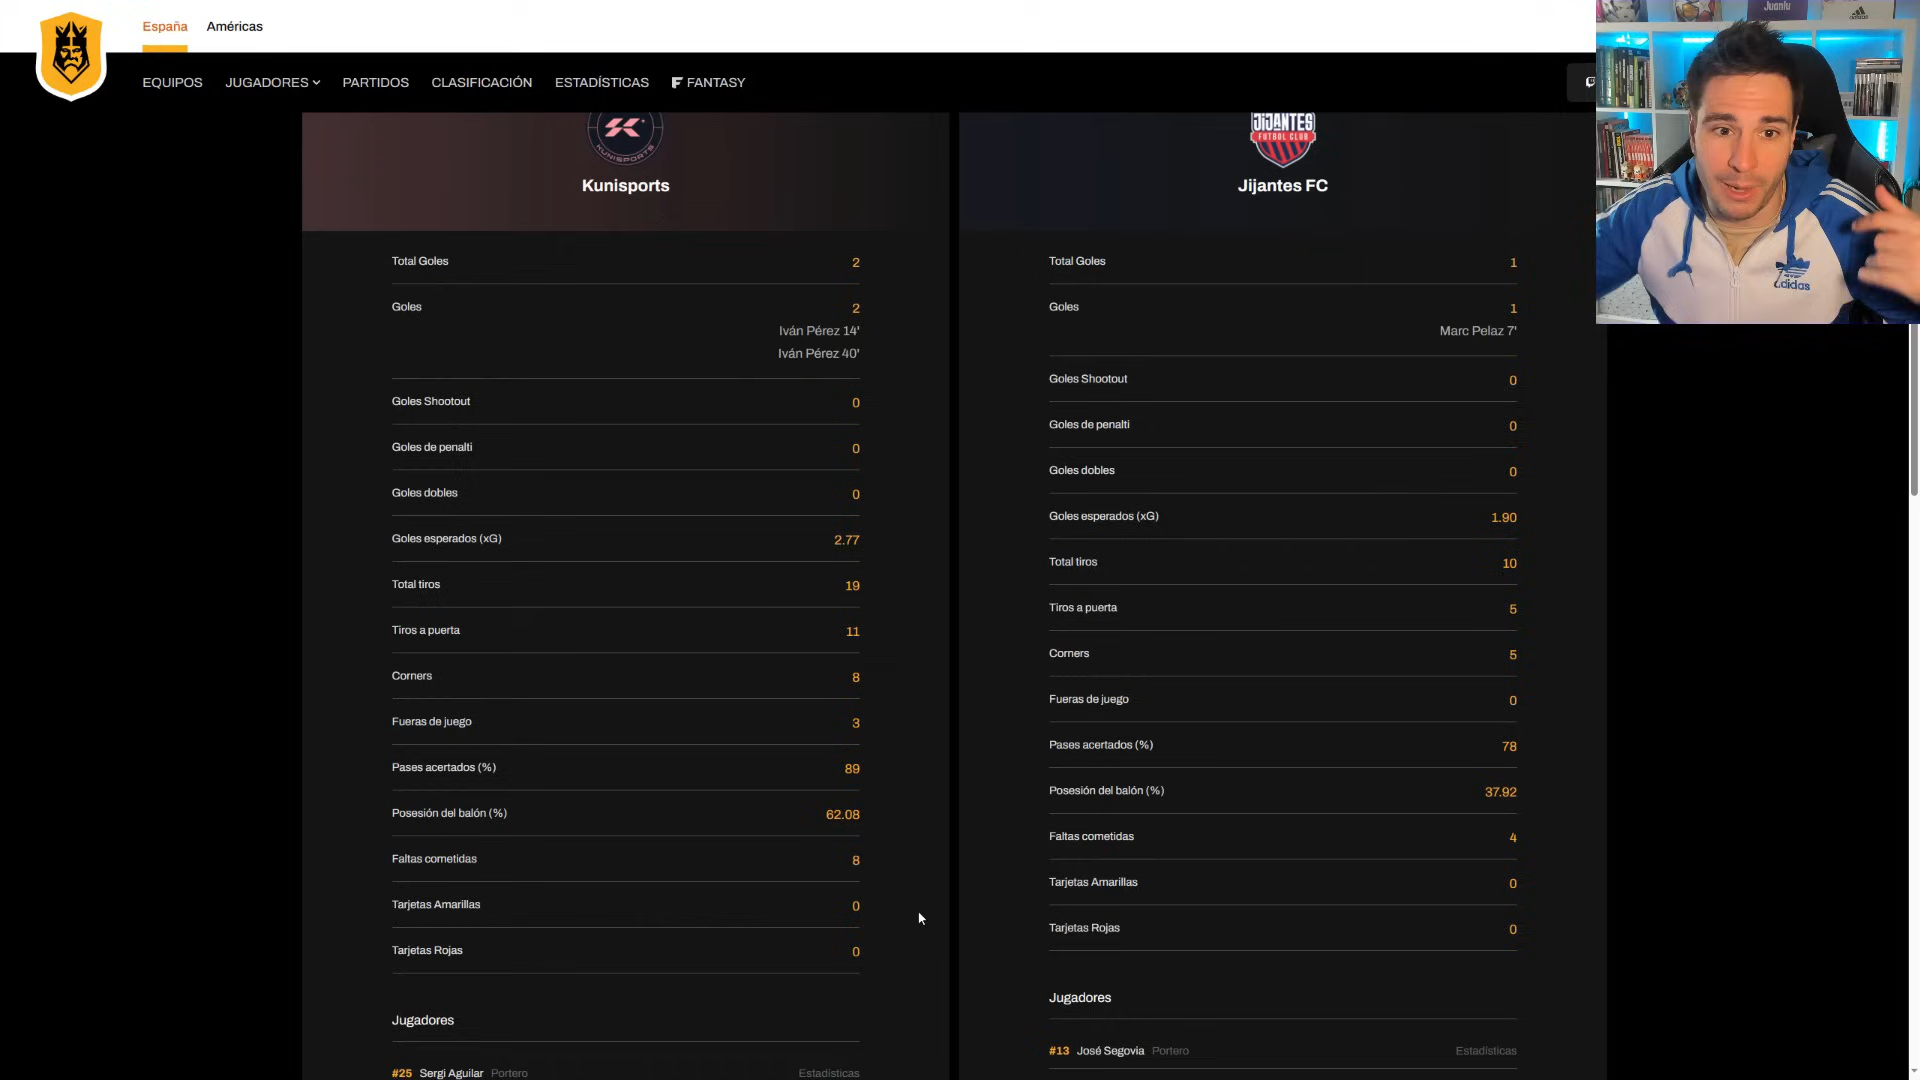 España Américas
EQUIPOS JUGADORES PARTIDOS CLASIFICACIÓN ESTADÍSTICAS FANTASY
Juanfu
KUNISPORTS
JIJANTES
FUTBOL CLUB
Kunisports
Jijantes FC
adidas
Total Goles 2
Goles 2
Iván Pérez 14'
Iván Pérez 40'
Goles Shootout 0
Goles de penalti 0
Goles dobles 0
Goles esperados (xG) 2.77
Total tiros 19
Tiros a puerta 11
Corners 8
Fueras de juego 3
Pases acertados (%) 89
Posesión del balón (%) 62.08
Faltas cometidas 8
Tarjetas Amarillas 0
Tarjetas Rojas 0
Jugadores
#25 Sergi Aguilar Portero Estadísticas
Total Goles 1
Goles 1
Marc Pelaz 7'
Goles Shootout 0
Goles de penalti 0
Goles dobles 0
Goles esperados (xG) 1.90
Total tiros 10
Tiros a puerta 5
Corners 5
Fueras de juego 0
Pases acertados (%) 78
Posesión del balón (%) 37.92
Faltas cometidas 4
Tarjetas Amarillas 0
Tarjetas Rojas 0
Jugadores
#13 José Segovia Portero Estadísticas